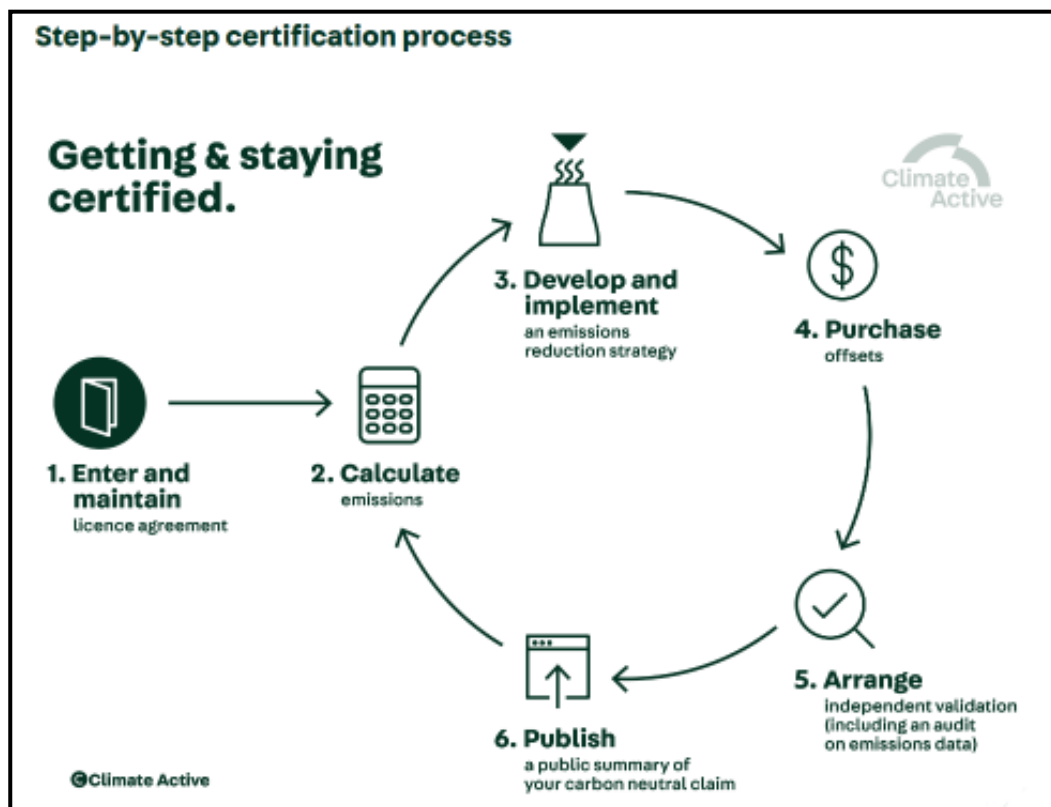 Step-by-step certification process
Getting & staying
certified.
Climate
Active
3. Develop and
implement
an emissions
reduction strategy
$
4. Purchase
offsets
1. Enter and
maintain
licence agreement
2. Calculate
emissions
5. Arrange
independent validation
(including an audit
on emissions data)
6. Publish
a public summary of
your carbon neutral claim
©Climate Active